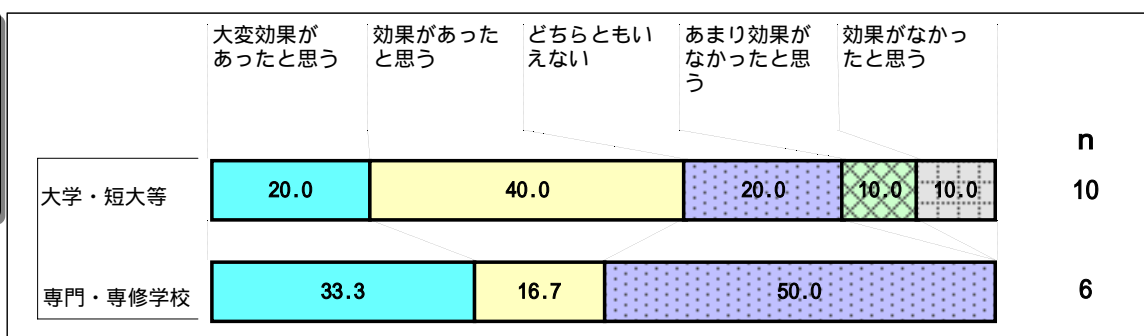 大変効果が
あったと思う
効果があった
と思う
どちらともい
えない
あまり効果が
なかったと思
う
効果がなかっ
たと思う
n
大学・短大等 20.0 40.0 20.0 10.0 10.0 10
専門・専修学校 33.3 16.7 50.0 6